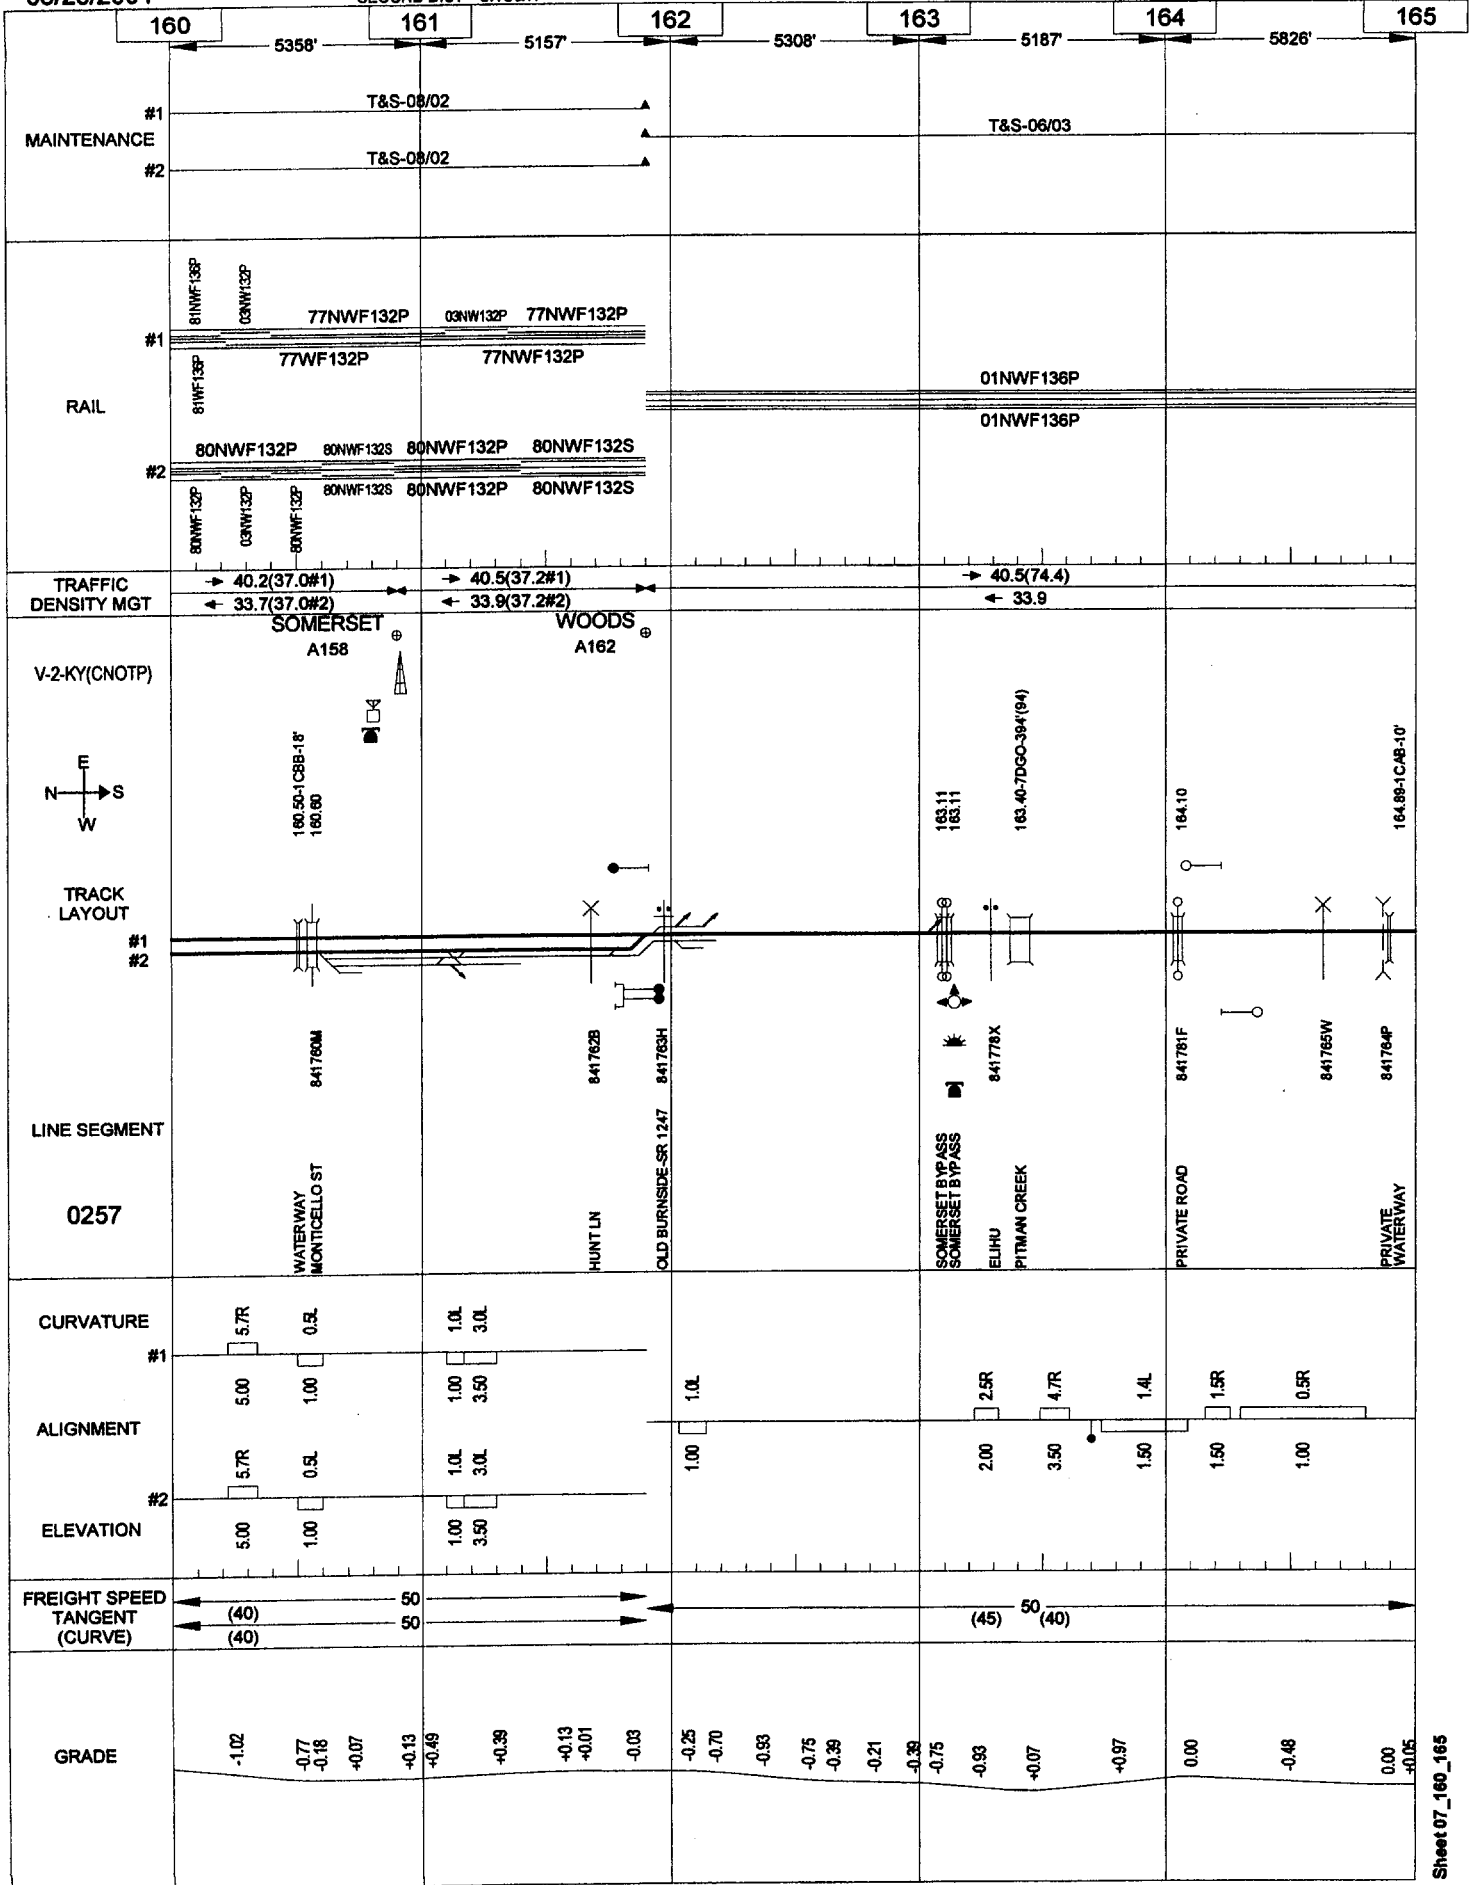 160 161 162 163 164 165
5358' 5157' 5308' 5187' 5826'
MAINTENANCE
#1
T&S-08/02
T&S-06/03
#2
T&S-08/02
RAIL
81NWF136P
03NW132P
77NWF132P
03NW132P
77NWF132P
#1
77WF132P
77NWF132P
81WF136P
01NWF136P
01NWF136P
80NWF132P
80NWF132S
80NWF132P
80NWF132S
#2
80NWF132S
80NWF132P
80NWF132S
80NWF132P
03NW132P
80NWF132P
TRAFFIC
DENSITY MGT
40.2(37.0#1)
40.5(37.2#1)
40.5(74.4)
33.7(37.0#2)
33.9(37.2#2)
33.9
V-2-KY(CNOTP)
SOMERSET
A158
WOODS
A162
E
N S
W
160.50-1CBB-18'
160.60
163.11
163.11
163.40-7DGO-394'(94)
164.10
164.89-1CAB-10'
TRACK
LAYOUT
#1
#2
841760M
841762B
841763H
841778X
841781F
841765W
841764P
LINE SEGMENT
0257
WATERWAY
MONTICELLO ST
HUNT LN
OLD BURNSIDE-SR 1247
SOMERSET BYPASS
SOMERSET BYPASS
ELIHU
PITMAN CREEK
PRIVATE ROAD
PRIVATE
WATERWAY
CURVATURE
#1
5.7R 0.5L 1.0L 3.0L
5.00 1.00 1.00 3.50
ALIGNMENT
1.0L 2.5R 4.7R 1.4L 1.5R 0.5R
1.00 2.00 3.50 1.50 1.50 1.00
#2
5.7R 0.5L 1.0L 3.0L
5.00 1.00 1.00 3.50
ELEVATION
FREIGHT SPEED
TANGENT
(CURVE)
50
(40)
50
(40)
50
(45) (40)
GRADE
-1.02 -0.77 -0.18 +0.07 +0.13 +0.49 +0.39 +0.13 +0.01 -0.03 -0.25 -0.70 -0.93 -0.75 -0.39 -0.21 -0.39 -0.75 -0.93 +0.07 +0.97 0.00 -0.48 0.00 +0.05
Sheet 07_160_165